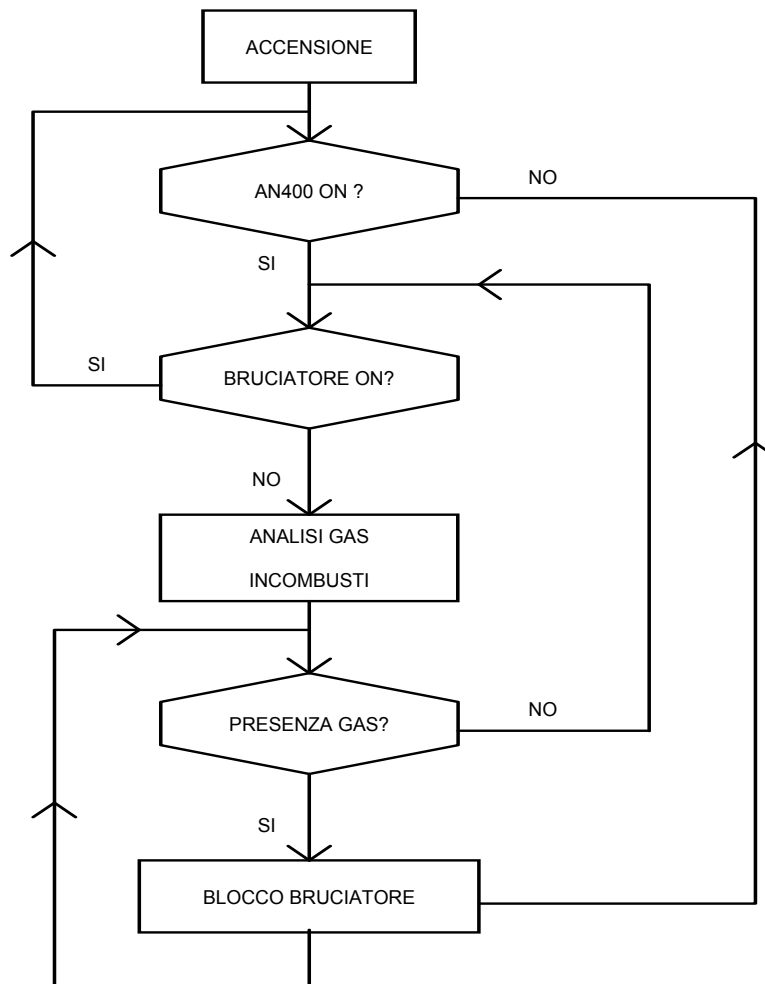 ACCENSIONE
AN400 ON ?
NO
SI
SI
BRUCIATORE ON?
NO
ANALISI GAS
INCOMBUSTI
PRESENZA GAS?
NO
SI
BLOCCO BRUCIATORE